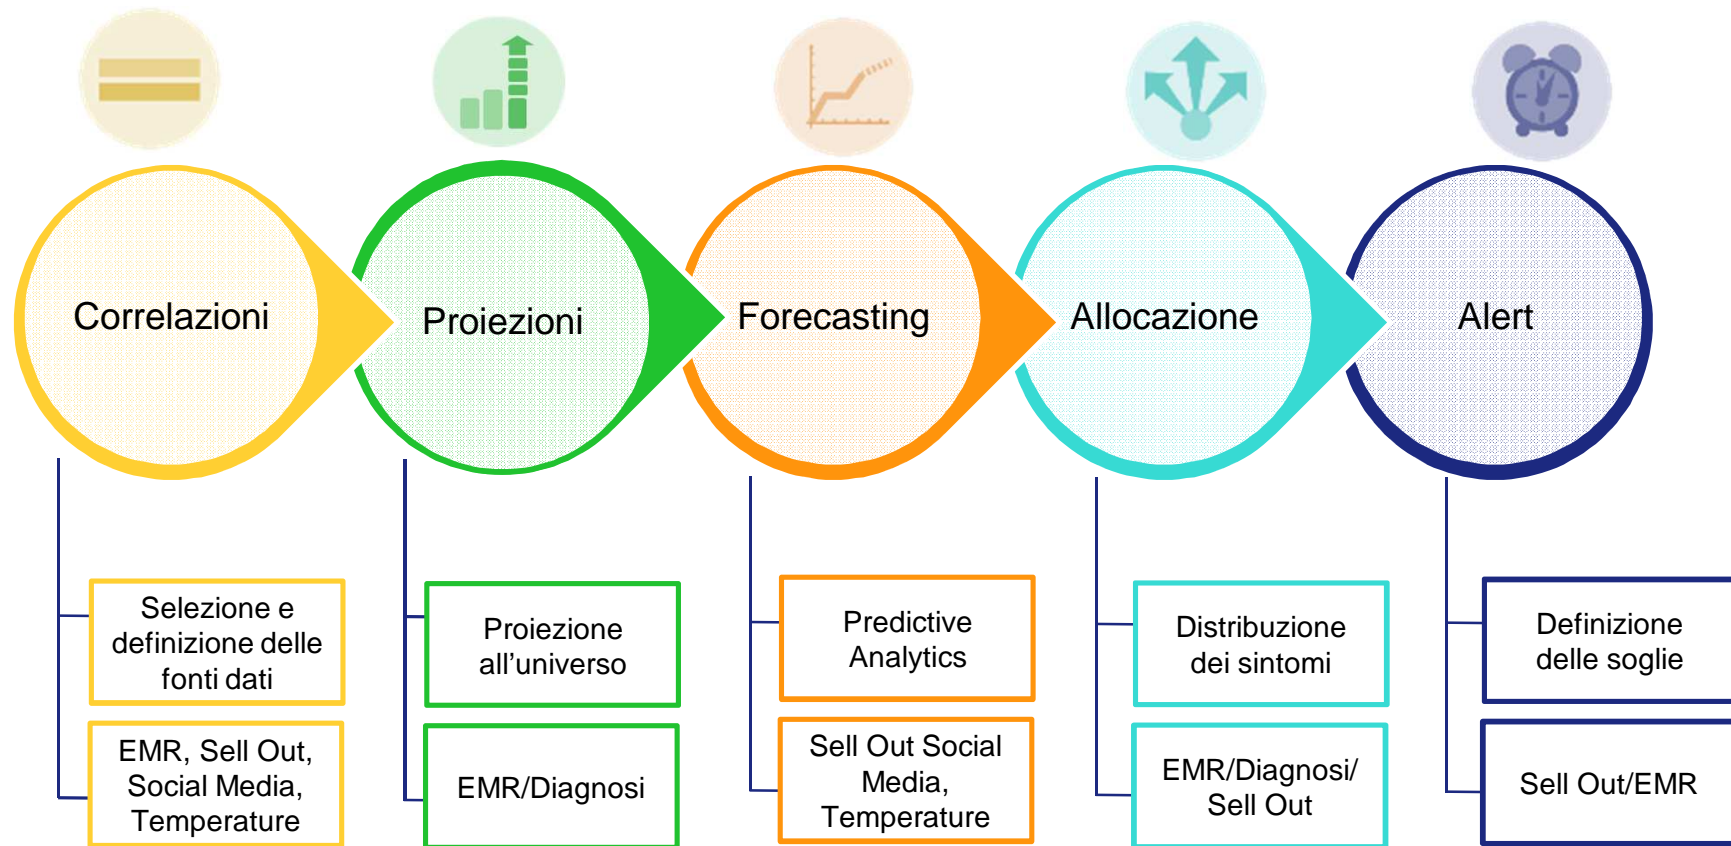 Correlazioni
Proiezioni
Forecasting
Allocazione
Alert
Selezione e
definizione delle
fonti dati
EMR, Sell Out,
Social Media,
Temperature
Proiezione
all’universo
EMR/Diagnosi
Predictive
Analytics
Sell Out Social
Media,
Temperature
Distribuzione
dei sintomi
EMR/Diagnosi/
Sell Out
Definizione
delle soglie
Sell Out/EMR